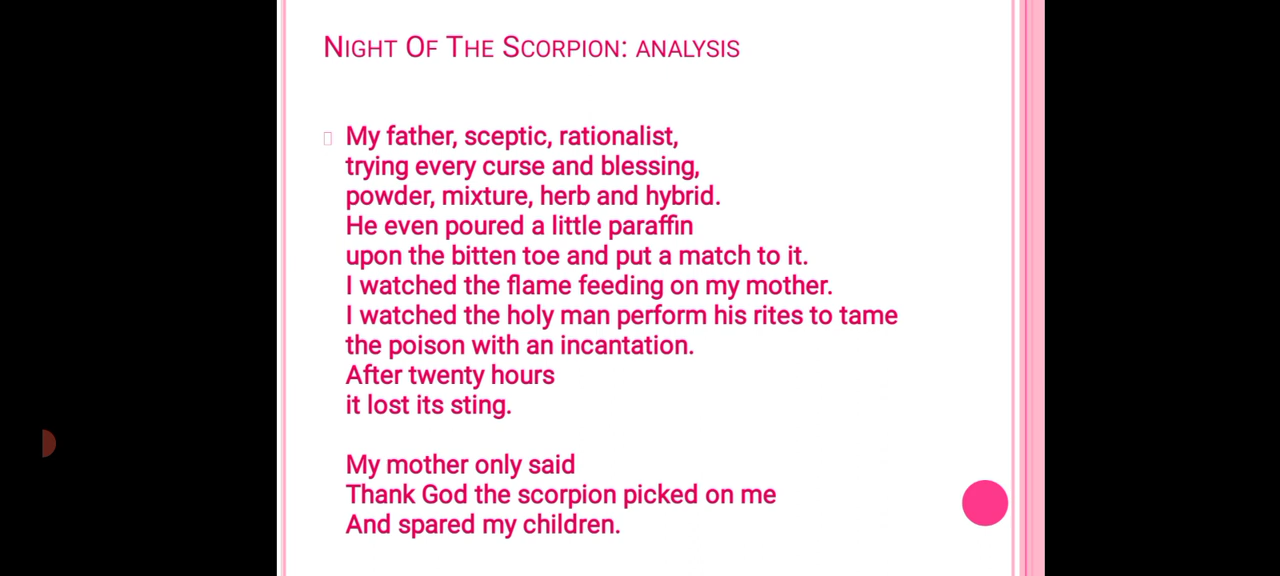 NIGHT OF THE SCORPION: ANALYSIS
My father, sceptic, rationalist,
trying every curse and blessing,
powder, mixture, herb and hybrid.
He even poured a little paraffin
upon the bitten toe and put a match to it.
I watched the flame feeding on my mother.
I watched the holy man perform his rites to tame
the poison with an incantation.
After twenty hours
it lost its sting.
My mother only said
Thank God the scorpion picked on me
And spared my children.